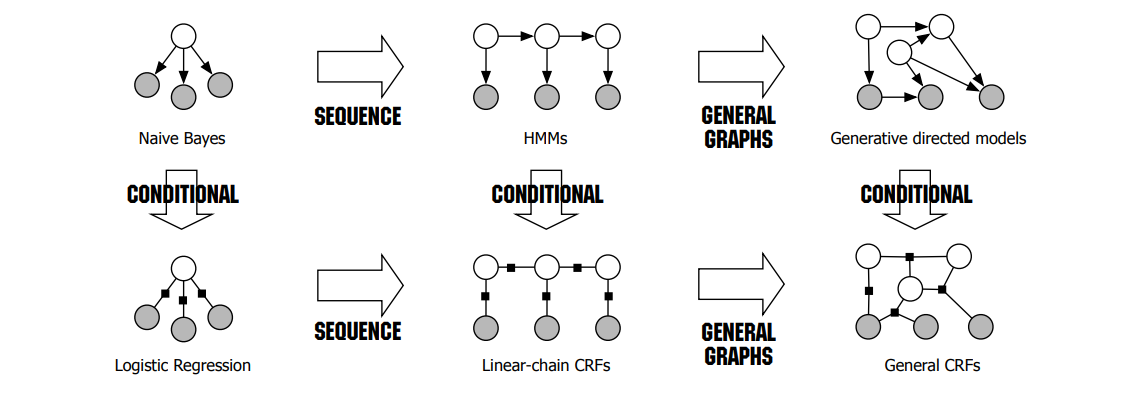 SEQUENCE
GENERAL
GRAPHS
Naive Bayes
HMMs
Generative directed models
CONDITIONAL
CONDITIONAL
CONDITIONAL
SEQUENCE
GENERAL
GRAPHS
Logistic Regression
Linear-chain CRFs
General CRFs